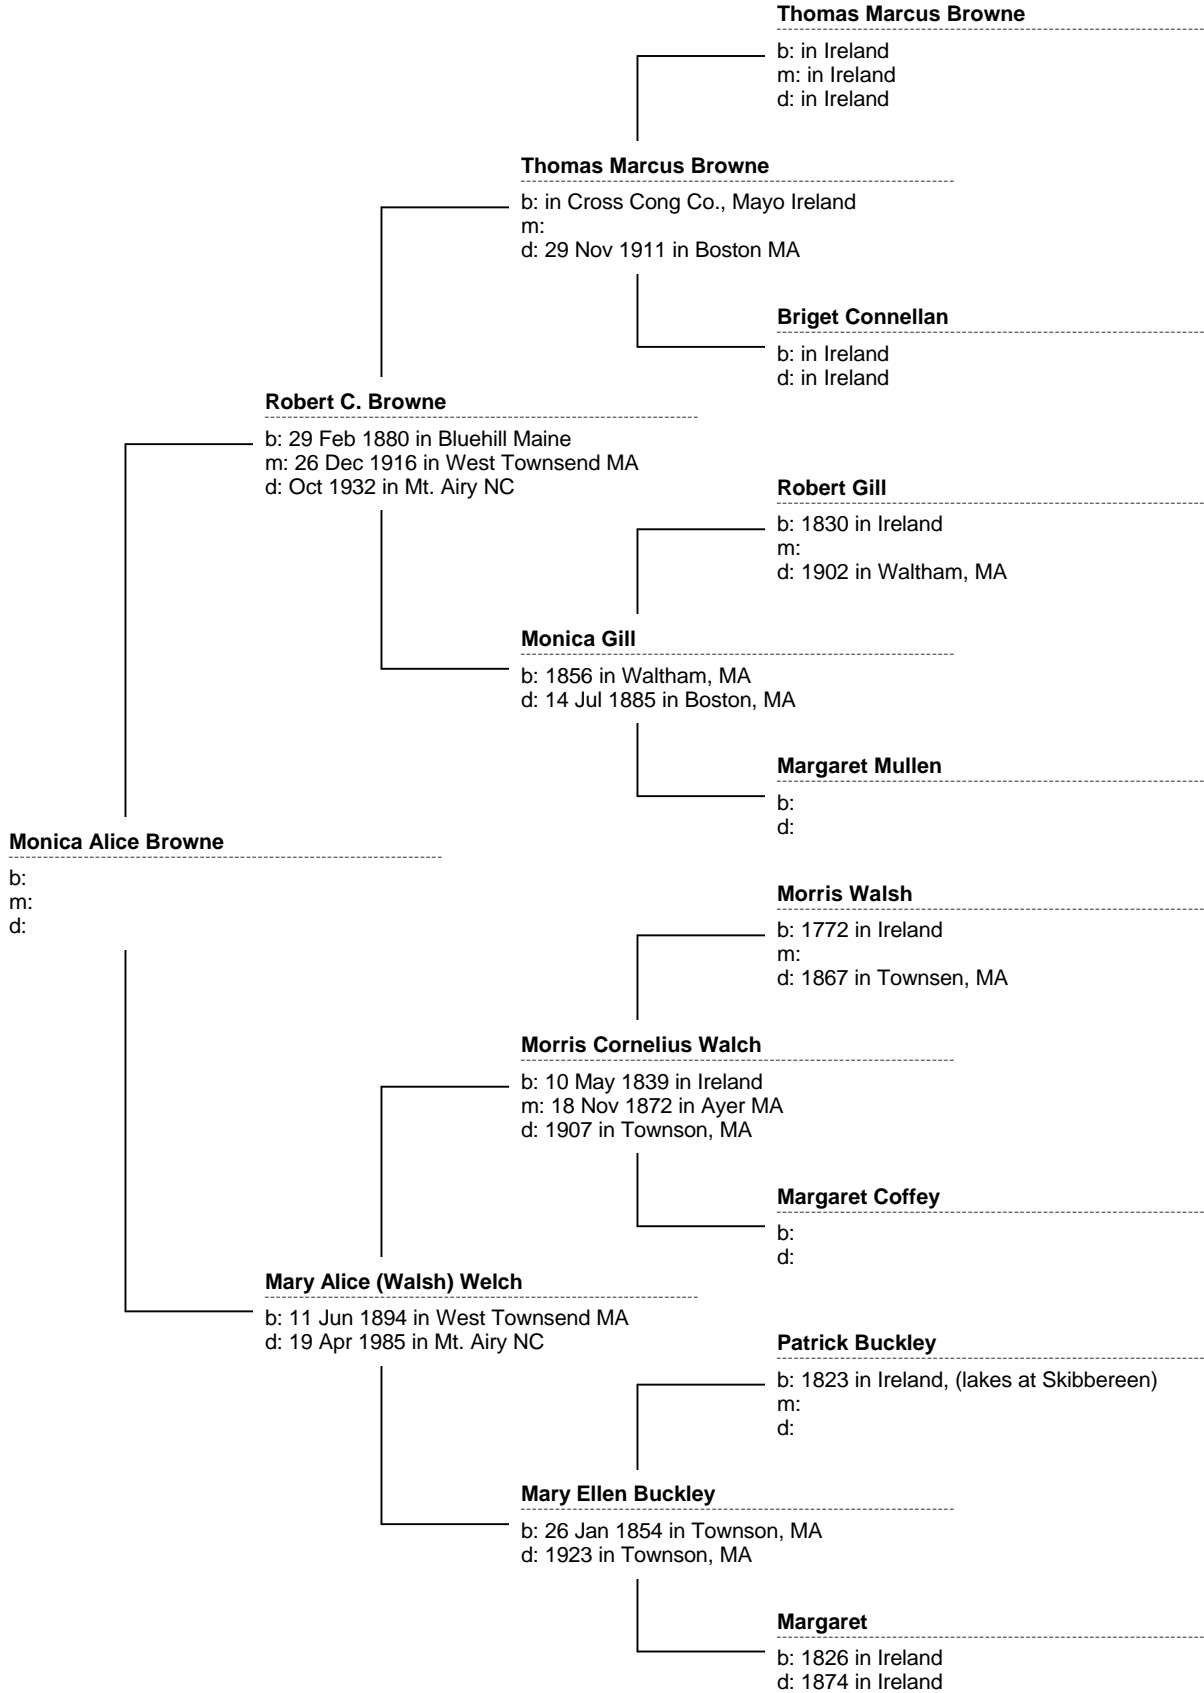 Thomas Marcus Browne
b: in Ireland
m: in Ireland
d: in Ireland
Thomas Marcus Browne
b: in Cross Cong Co., Mayo Ireland
m:
d: 29 Nov 1911 in Boston MA
Briget Connellan
b: in Ireland
d: in Ireland
Robert C. Browne
b: 29 Feb 1880 in Bluehill Maine
m: 26 Dec 1916 in West Townsend MA
d: Oct 1932 in Mt. Airy NC
Robert Gill
b: 1830 in Ireland
m:
d: 1902 in Waltham, MA
Monica Gill
b: 1856 in Waltham, MA
d: 14 Jul 1885 in Boston, MA
Margaret Mullen
b:
d:
Monica Alice Browne
b:
m:
d:
Morris Walsh
b: 1772 in Ireland
m:
d: 1867 in Townsen, MA
Morris Cornelius Walch
b: 10 May 1839 in Ireland
m: 18 Nov 1872 in Ayer MA
d: 1907 in Townson, MA
Margaret Coffey
b:
d:
Mary Alice (Walsh) Welch
b: 11 Jun 1894 in West Townsend MA
d: 19 Apr 1985 in Mt. Airy NC
Patrick Buckley
b: 1823 in Ireland, (lakes at Skibbereen)
m:
d:
Mary Ellen Buckley
b: 26 Jan 1854 in Townson, MA
d: 1923 in Townson, MA
Margaret
b: 1826 in Ireland
d: 1874 in Ireland